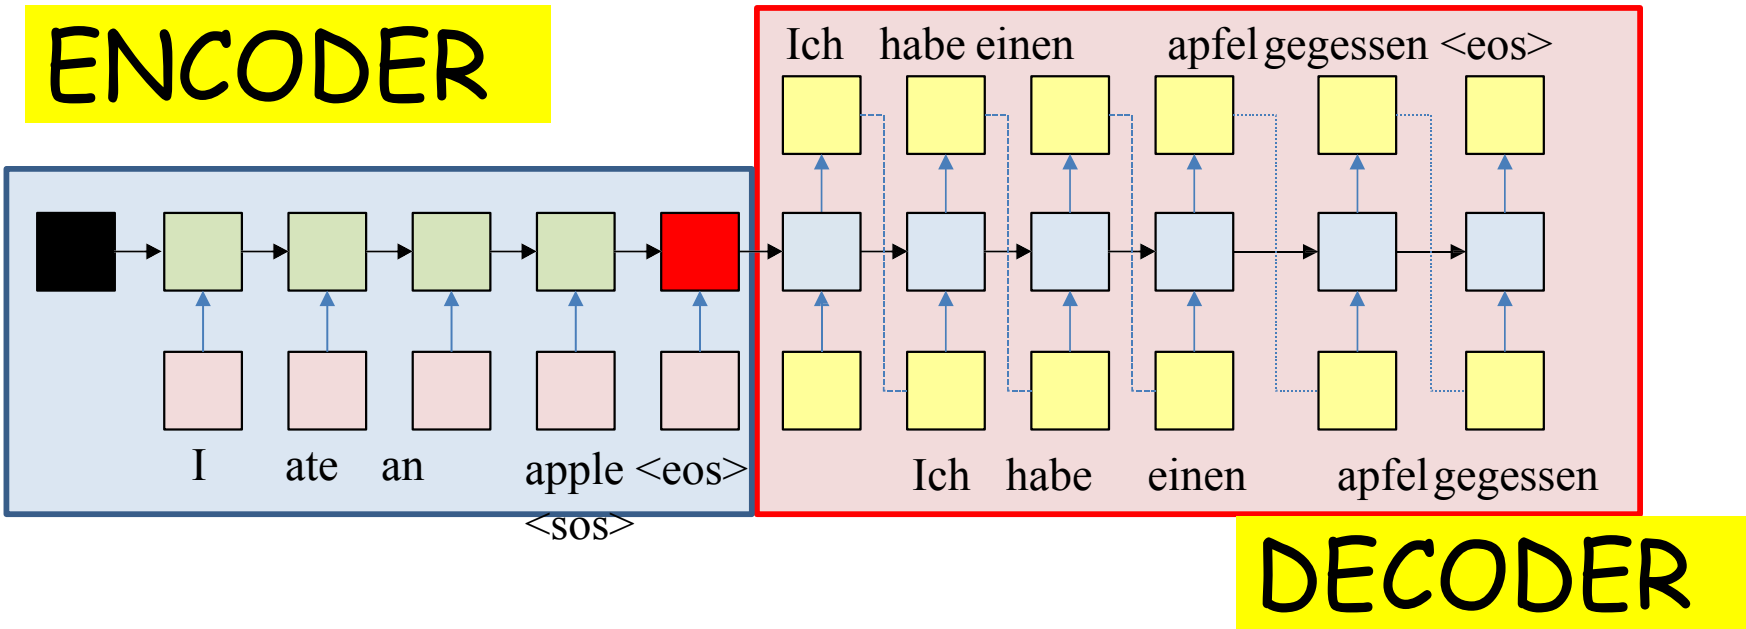 ENCODER
Ich habe einen apfel gegessen <eos>
I ate an apple <eos>
<sos>
Ich habe einen apfel gegessen
DECODER